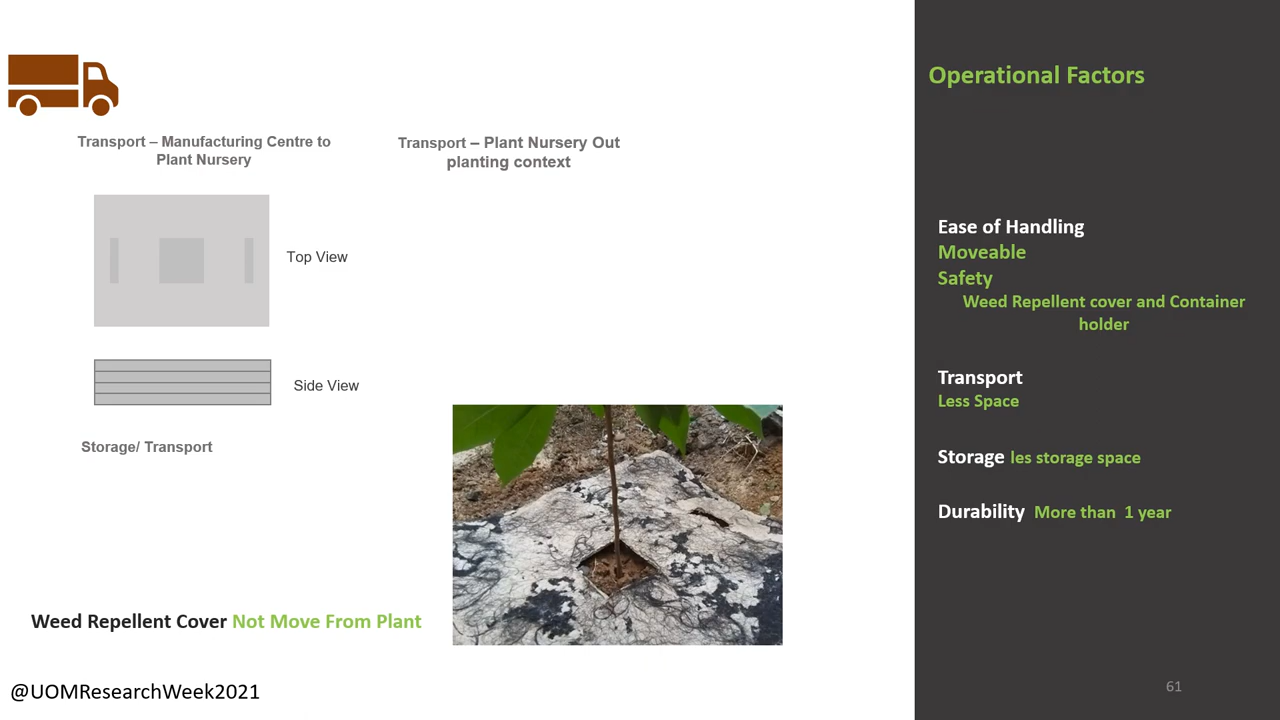 Operational Factors
Transport – Manufacturing Centre to
Plant Nursery
Transport – Plant Nursery Out
planting context
Top View
Side View
Storage/ Transport
Weed Repellent Cover Not Move From Plant
@UOMResearchWeek2021
Ease of Handling
Moveable
Safety
Weed Repellent cover and Container
holder
Transport
Less Space
Storage les storage space
Durability More than 1 year
61